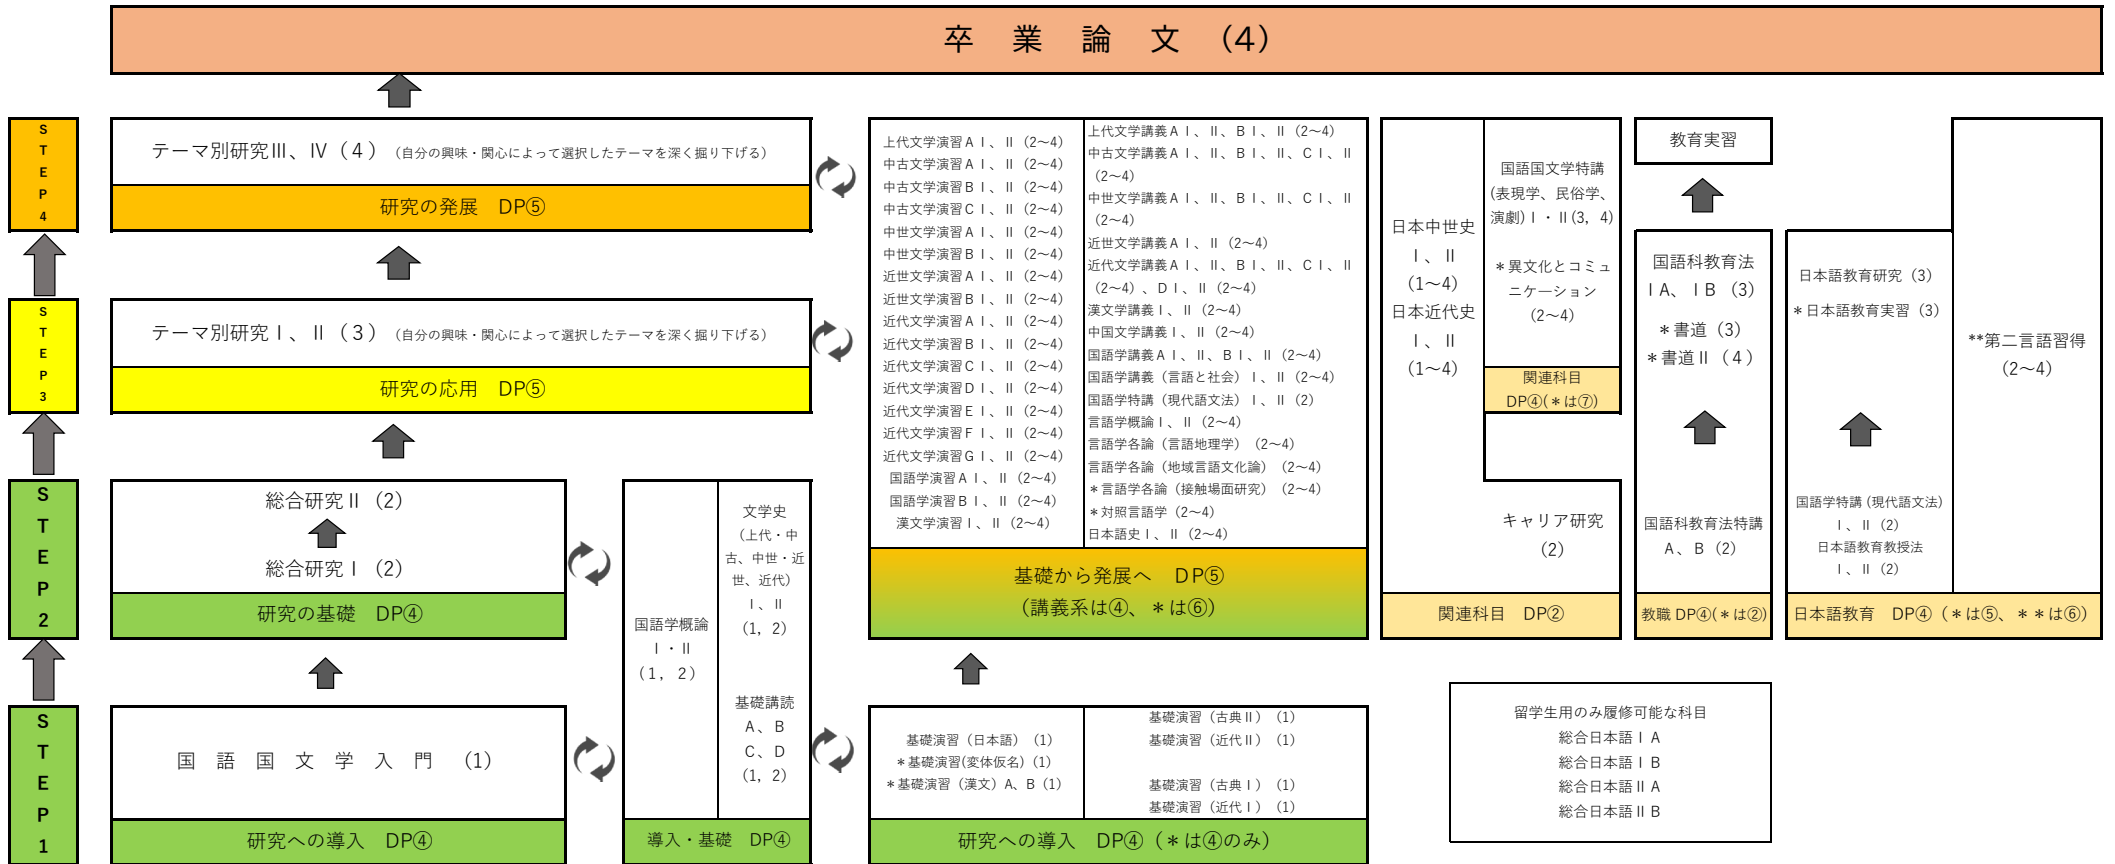 卒 業 論 文 （4）
STEP4
テーマ別研究Ⅲ、Ⅳ（４）（自分の興味・関心によって選択したテーマを深く掘り下げる）
研究の発展　DP⑤
STEP3
テーマ別研究Ⅰ、Ⅱ（３）（自分の興味・関心によって選択したテーマを深く掘り下げる）
研究の応用　DP⑤
STEP2
総合研究Ⅱ（2）
総合研究Ⅰ（2）
研究の基礎　DP④
STEP1
国 語 国 文 学 入 門 （1）
研究への導入　DP④
国語学概論
Ⅰ・Ⅱ
（1，2）
文学史
（上代・中
古、中世・近
世、近代）
Ⅰ、Ⅱ
（1，2）
基礎講読
A、B
C、D
（1，2）
導入・基礎　DP④
上代文学演習ＡⅠ、Ⅱ（2～4）
中古文学演習ＡⅠ、Ⅱ（2～4）
中古文学演習ＢⅠ、Ⅱ（2～4）
中古文学演習ＣⅠ、Ⅱ（2～4）
中世文学演習ＡⅠ、Ⅱ（2～4）
中世文学演習ＢⅠ、Ⅱ（2～4）
近世文学演習ＡⅠ、Ⅱ（2～4）
近世文学演習ＢⅠ、Ⅱ（2～4）
近代文学演習ＡⅠ、Ⅱ（2～4）
近代文学演習ＢⅠ、Ⅱ（2～4）
近代文学演習ＣⅠ、Ⅱ（2～4）
近代文学演習ＤⅠ、Ⅱ（2～4）
近代文学演習ＥⅠ、Ⅱ（2～4）
近代文学演習ＦⅠ、Ⅱ（2～4）
近代文学演習ＧⅠ、Ⅱ（2～4）
国語学演習ＡⅠ、Ⅱ（2～4）
国語学演習ＢⅠ、Ⅱ（2～4）
漢文学演習Ⅰ、Ⅱ（2～4）
上代文学講義ＡⅠ、Ⅱ、ＢⅠ、Ⅱ（2～4）
中古文学講義ＡⅠ、Ⅱ、ＢⅠ、Ⅱ、ＣⅠ、Ⅱ
（2～4）
中世文学講義ＡⅠ、Ⅱ、ＢⅠ、Ⅱ、ＣⅠ、Ⅱ
（2～4）
近世文学講義ＡⅠ、Ⅱ（2～4）
近代文学講義ＡⅠ、Ⅱ、ＢⅠ、Ⅱ、ＣⅠ、Ⅱ
（2～4）、ＤⅠ、Ⅱ（2～4）
漢文学講義Ⅰ、Ⅱ（2～4）
中国文学講義Ⅰ、Ⅱ（2～4）
国語学講義ＡⅠ、Ⅱ、ＢⅠ、Ⅱ（2～4）
国語学講義（言語と社会）Ⅰ、Ⅱ（2～4）
国語学特講（現代語文法）Ⅰ、Ⅱ（2）
言語学概論Ⅰ、Ⅱ（2～4）
言語学各論（言語地理学）（2～4）
言語学各論（地域言語文化論）（2～4）
＊言語学各論（接触場面研究）（2～4）
＊対照言語学（2～4）
日本語史Ⅰ、Ⅱ（2～4）
基礎から発展へ　DP⑤
（講義系は④、＊は⑥）
基礎演習（日本語）（1）
＊基礎演習(変体仮名)（1）
＊基礎演習（漢文）A、B（1）
基礎演習（古典Ⅱ）（1）
基礎演習（近代Ⅱ）（1）
基礎演習（古典Ⅰ）（1）
基礎演習（近代Ⅰ）（1）
研究への導入　DP④（＊は④のみ）
日本中世史
Ⅰ、Ⅱ
（1～4）
日本近代史
Ⅰ、Ⅱ
（1～4）
国語国文学特講
(表現学、民俗学、
演劇)Ⅰ・Ⅱ(3，4)
＊異文化とコミュ
ニケーション
（2～4）
関連科目
DP④(＊は⑦)
キャリア研究
（2）
関連科目　DP②
教育実習
国語科教育法
ⅠA、ⅠB（3）
＊書道（3）
＊書道Ⅱ（４）
国語科教育法特講
A、B（2）
教職 DP④(＊は②)
日本語教育研究（3）
＊日本語教育実習（3）
国語学特講 (現代語文法)
Ⅰ、Ⅱ（2）
日本語教育教授法
Ⅰ、Ⅱ（2）
**第二言語習得
（2～4）
日本語教育　DP④（＊は⑤、＊＊は⑥）
留学生用のみ履修可能な科目
総合日本語ⅠA
総合日本語ⅠB
総合日本語ⅡA
総合日本語ⅡB